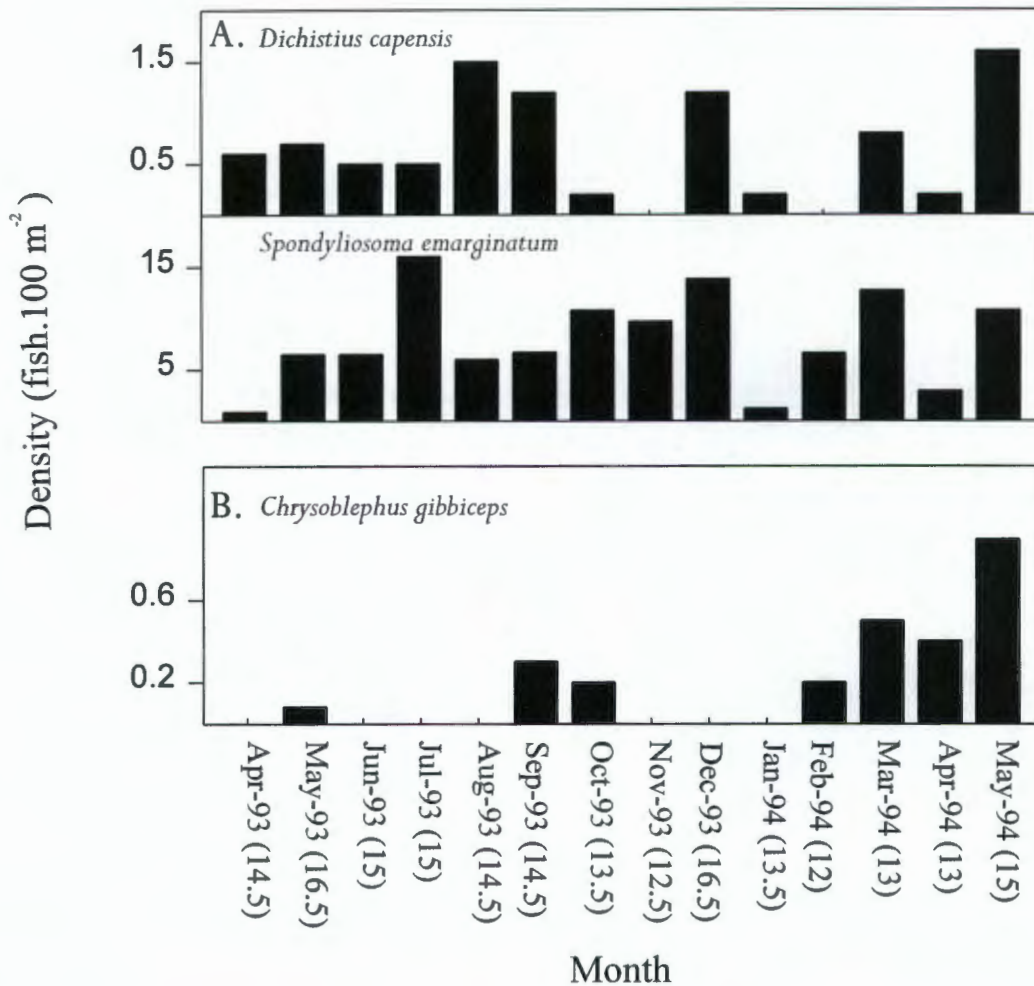 Density (fish.100 m-2)
A. Dichistius capensis
1.5
0.5
Spondyliosoma emarginatum
15
5
B. Chrysoblephus gibbiceps
0.6
0.2
Apr-93 (14.5)
May-93 (16.5)
Jun-93 (15)
Jul-93 (15)
Aug-93 (14.5)
Sep-93 (14.5)
Oct-93 (13.5)
Nov-93 (12.5)
Dec-93 (16.5)
Jan-94 (13.5)
Feb-94 (12)
Mar-94 (13)
Apr-94 (13)
May-94 (15)
Month